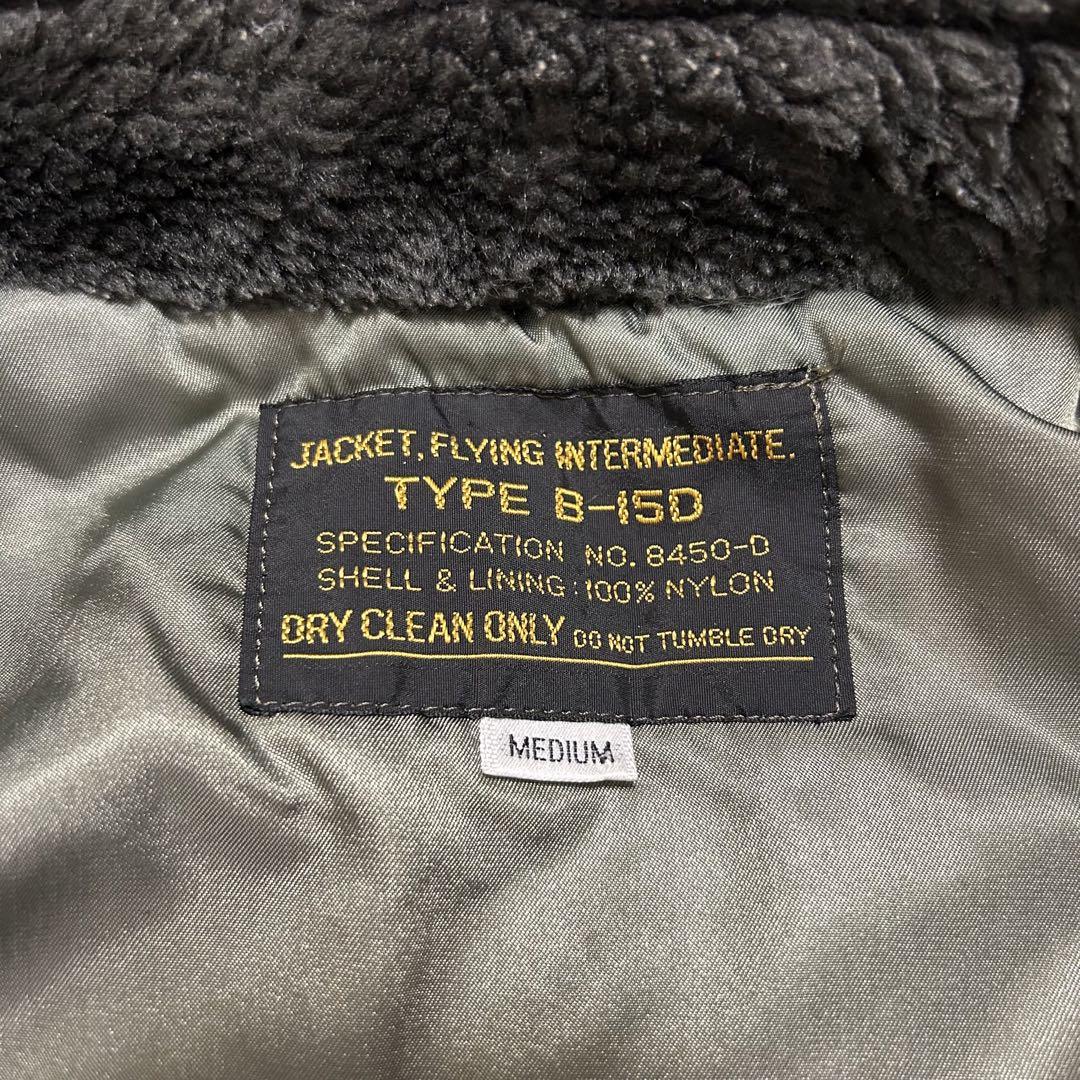 JACKET, FLYING INTERMEDIATE.
TYPE B-15D
SPECIFICATION NO. 8450-D
SHELL & LINING: 100% NYLON
DRY CLEAN ONLY DO NOT TUMBLE DRY
MEDIUM